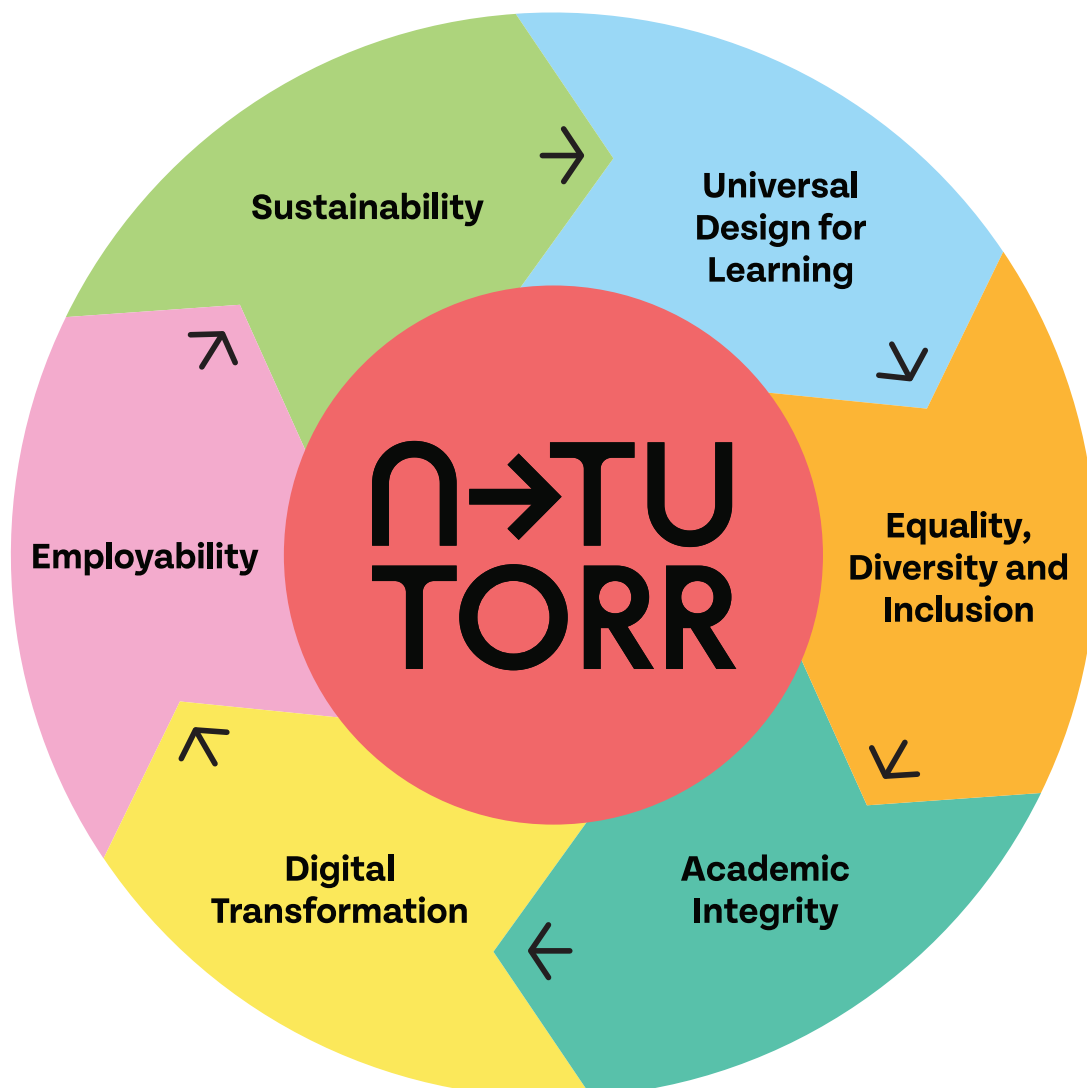 Sustainability
Universal
Design for
Learning
Equality,
Diversity and
Inclusion
Academic
Integrity
Digital
Transformation
Employability
N→TU
TORR